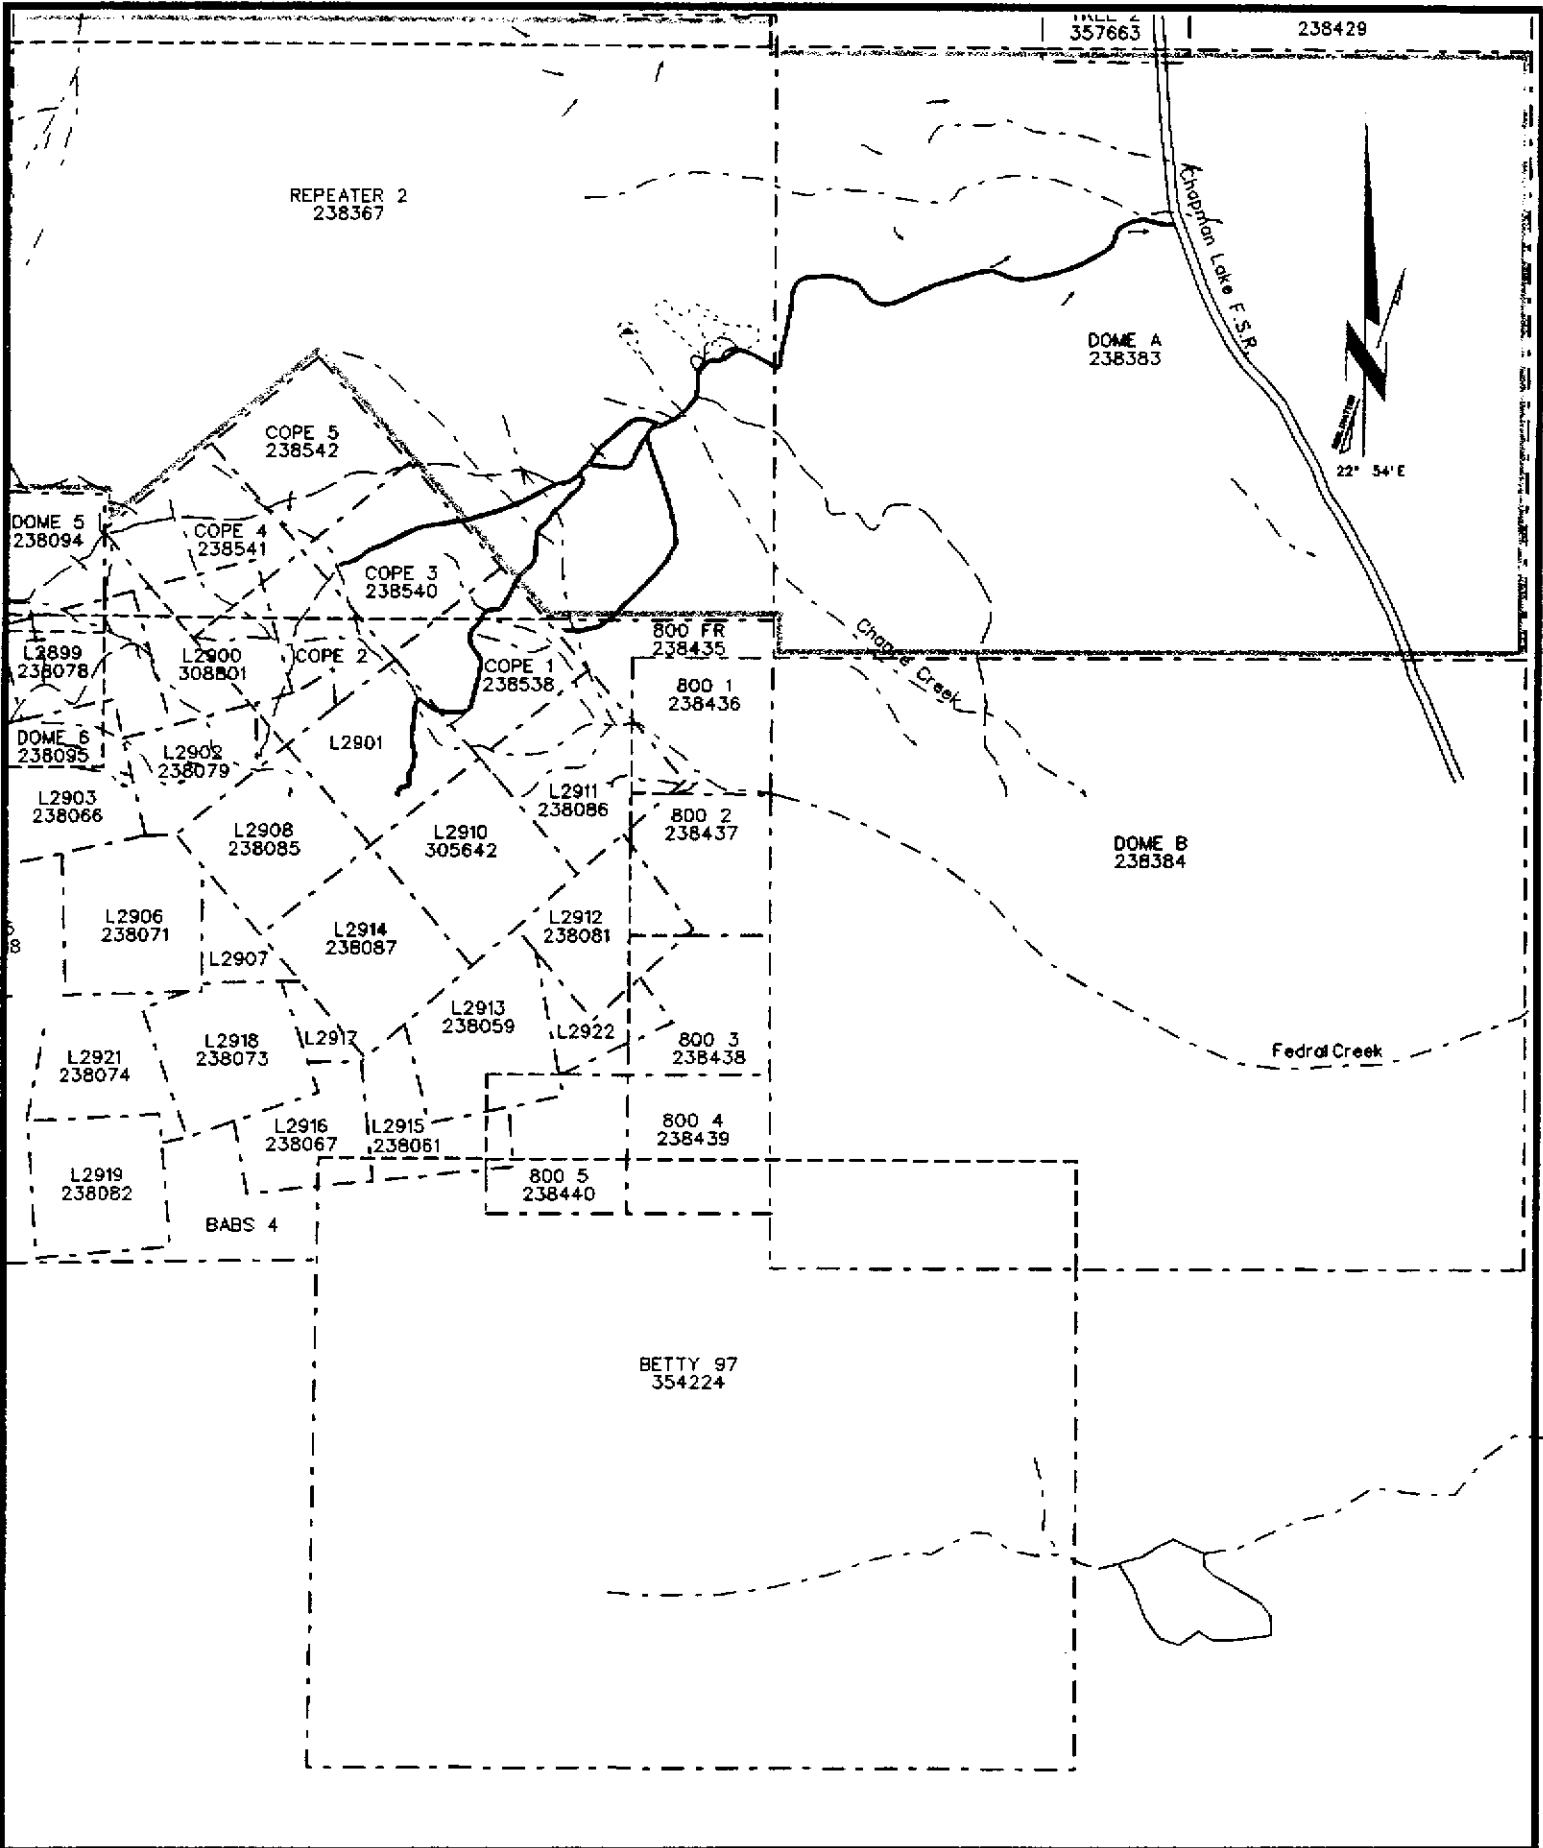 357663
238429
REPEATER 2
238367
Chapman Lake F.S.R.
DOME A
238383
22° 54' E
COPE 5
238542
DOME 5
238094
COPE 4
238541
COPE 3
238540
L2899
238078
L2900
308801
COPE 2
COPE 1
238538
800 FR
238435
800 1
238436
Chapple Creek
DOME 6
238095
L2902
238079
L2901
L2903
238066
L2911
238086
800 2
238437
L2908
238085
L2910
305642
DOME B
238384
L2906
238071
L2914
238087
L2912
238081
8
L2907
L2913
238059
L2918
238073
L2917
L2922
800 3
238438
L2921
238074
Fedral Creek
L2916
238067
L2915
238061
800 4
238439
L2919
238082
800 5
238440
BABS 4
BETTY 97
354224